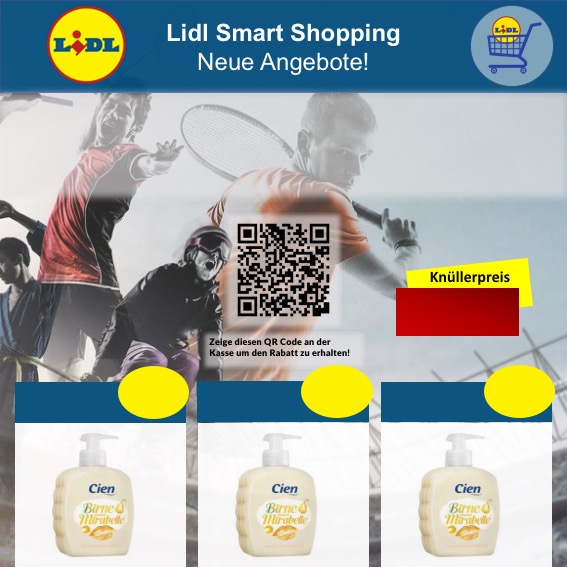 LIDL
Lidl Smart Shopping
Neue Angebote!
LIDL
Knüllerpreis
Zeige diesen QR Code an der
Kasse um den Rabatt zu erhalten!
Cien
Birne
Mirabelle
Cien
Birne
Mirabelle
Cien
Birne
Mirabelle